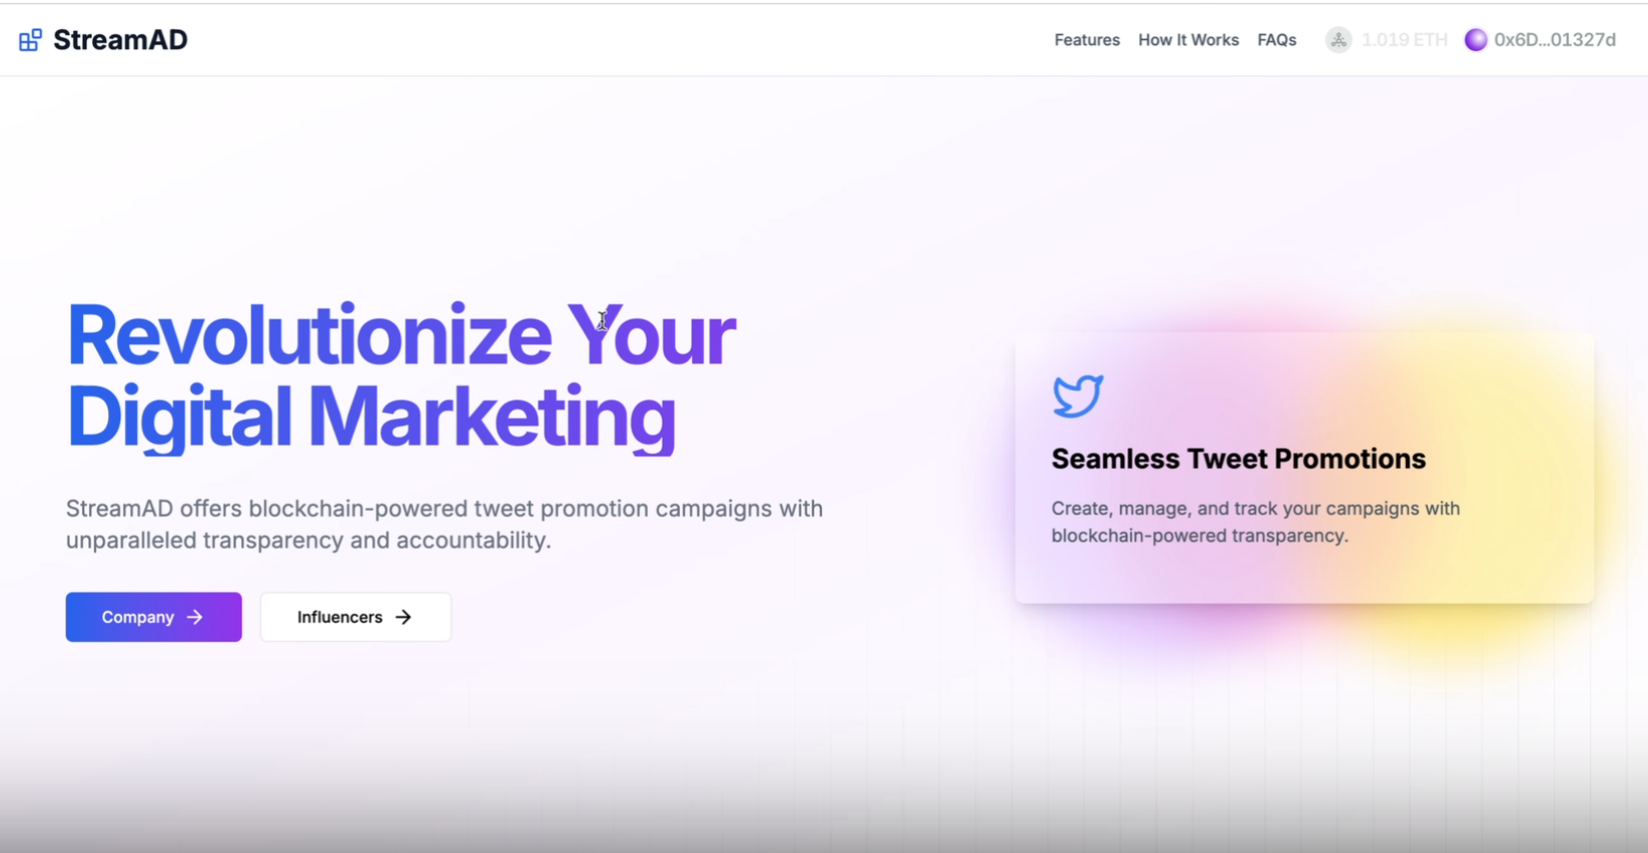 StreamAD
Features
How It Works
FAQs
1.019 ETH
0x6D...01327d
Revolutionize Your
Digital Marketing
StreamAD offers blockchain-powered tweet promotion campaigns with
unparalleled transparency and accountability.
Company
Influencers
Seamless Tweet Promotions
Create, manage, and track your campaigns with
blockchain-powered transparency.